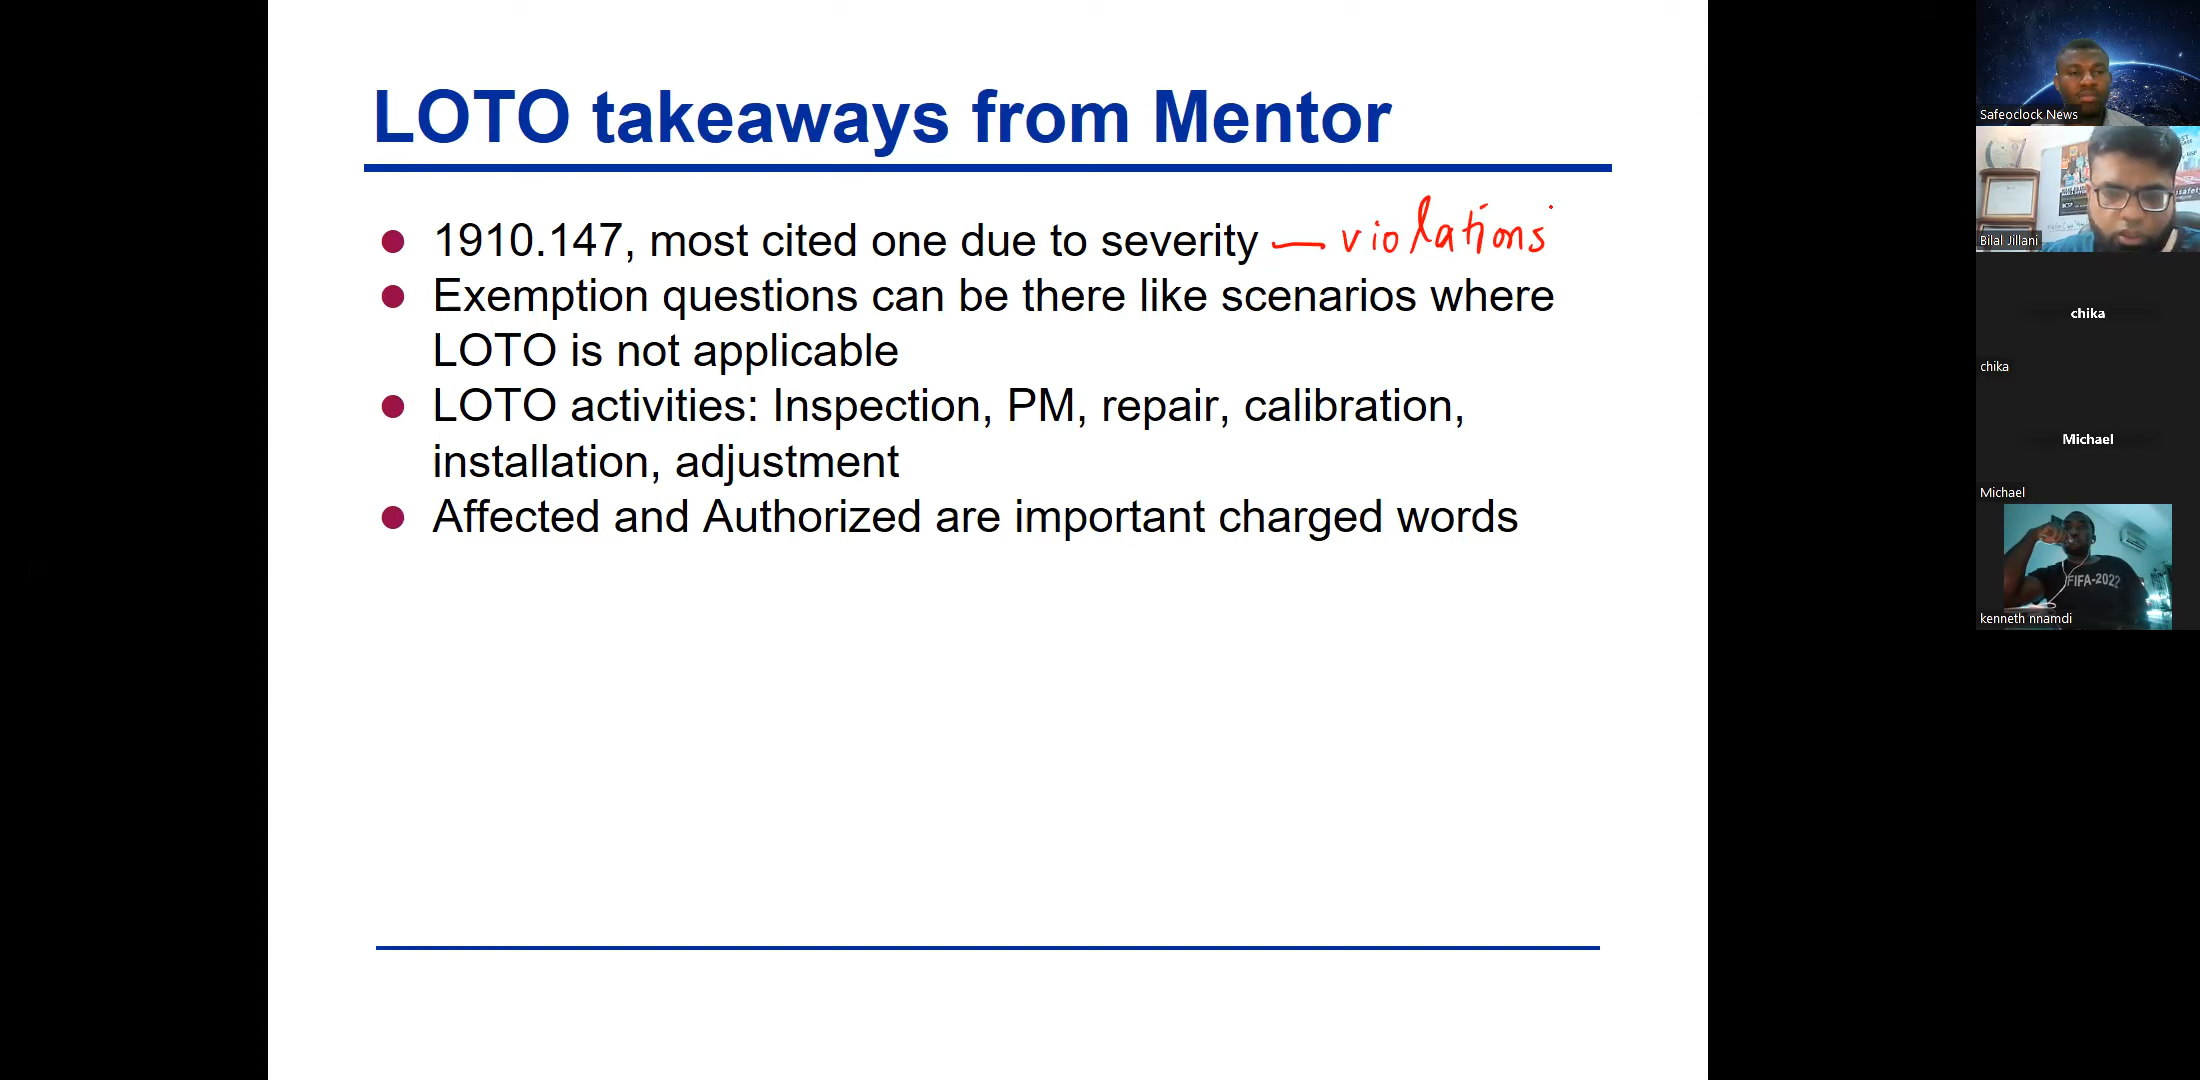 LOTO takeaways from Mentor
1910.147, most cited one due to severity — violations
Exemption questions can be there like scenarios where
LOTO is not applicable
LOTO activities: Inspection, PM, repair, calibration,
installation, adjustment
Affected and Authorized are important charged words
Safeoclock News
Bilal Jillani
chika
chika
Michael
Michael
FIFA-2022
kenneth nnamdi